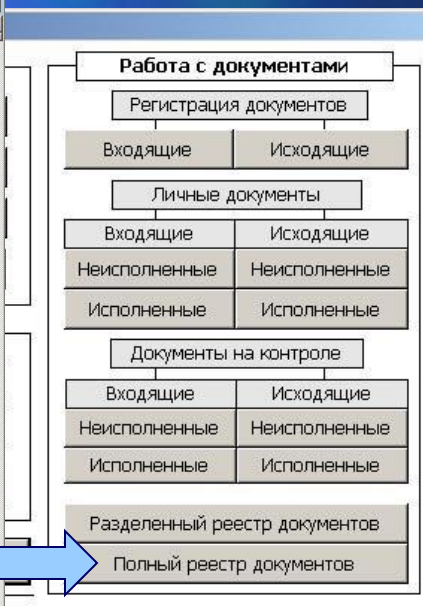 Работа с документами
Регистрация документов
Входящие Исходящие
Личные документы
Входящие Исходящие
Неисполненные Неисполненные
Исполненные Исполненные
Документы на контроле
Входящие Исходящие
Неисполненные Неисполненные
Исполненные Исполненные
Разделенный реестр документов
Полный реестр документов